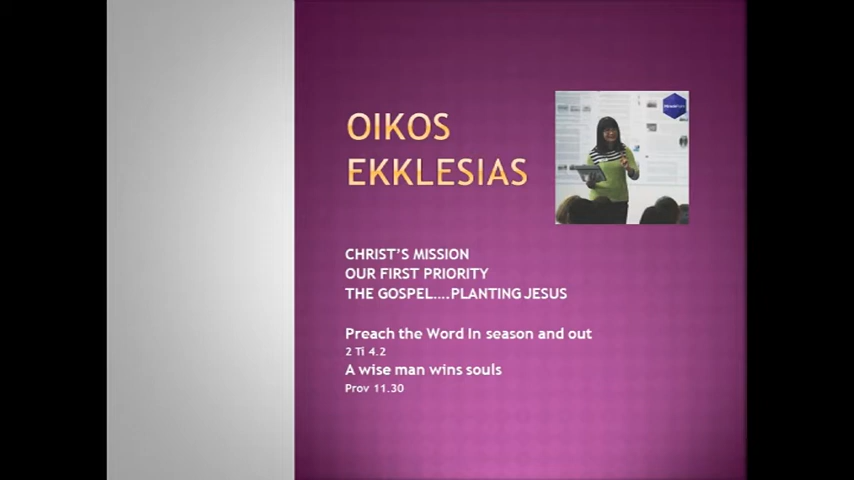 OIKOS
EKKLESIAS
CHRIST'S MISSION
OUR FIRST PRIORITY
THE GOSPEL....PLANTING JESUS
Preach the Word In season and out
2 Ti 4.2
A wise man wins souls
Prov 11.30